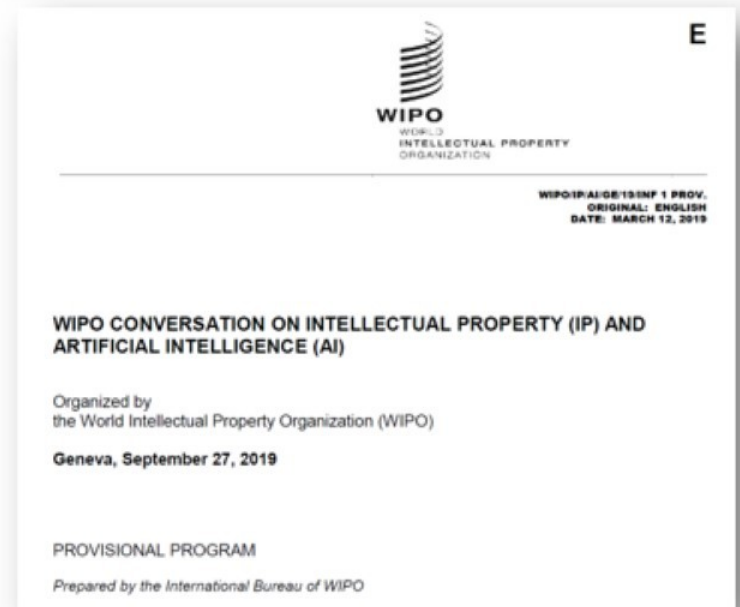 E
WIPO
WORLD
INTELLECTUAL PROPERTY
ORGANIZATION
WIPO/IP/AI/GE/19/INF 1 PROV.
ORIGINAL: ENGLISH
DATE: MARCH 12, 2019
WIPO CONVERSATION ON INTELLECTUAL PROPERTY (IP) AND
ARTIFICIAL INTELLIGENCE (AI)
Organized by
the World Intellectual Property Organization (WIPO)
Geneva, September 27, 2019
PROVISIONAL PROGRAM
Prepared by the International Bureau of WIPO